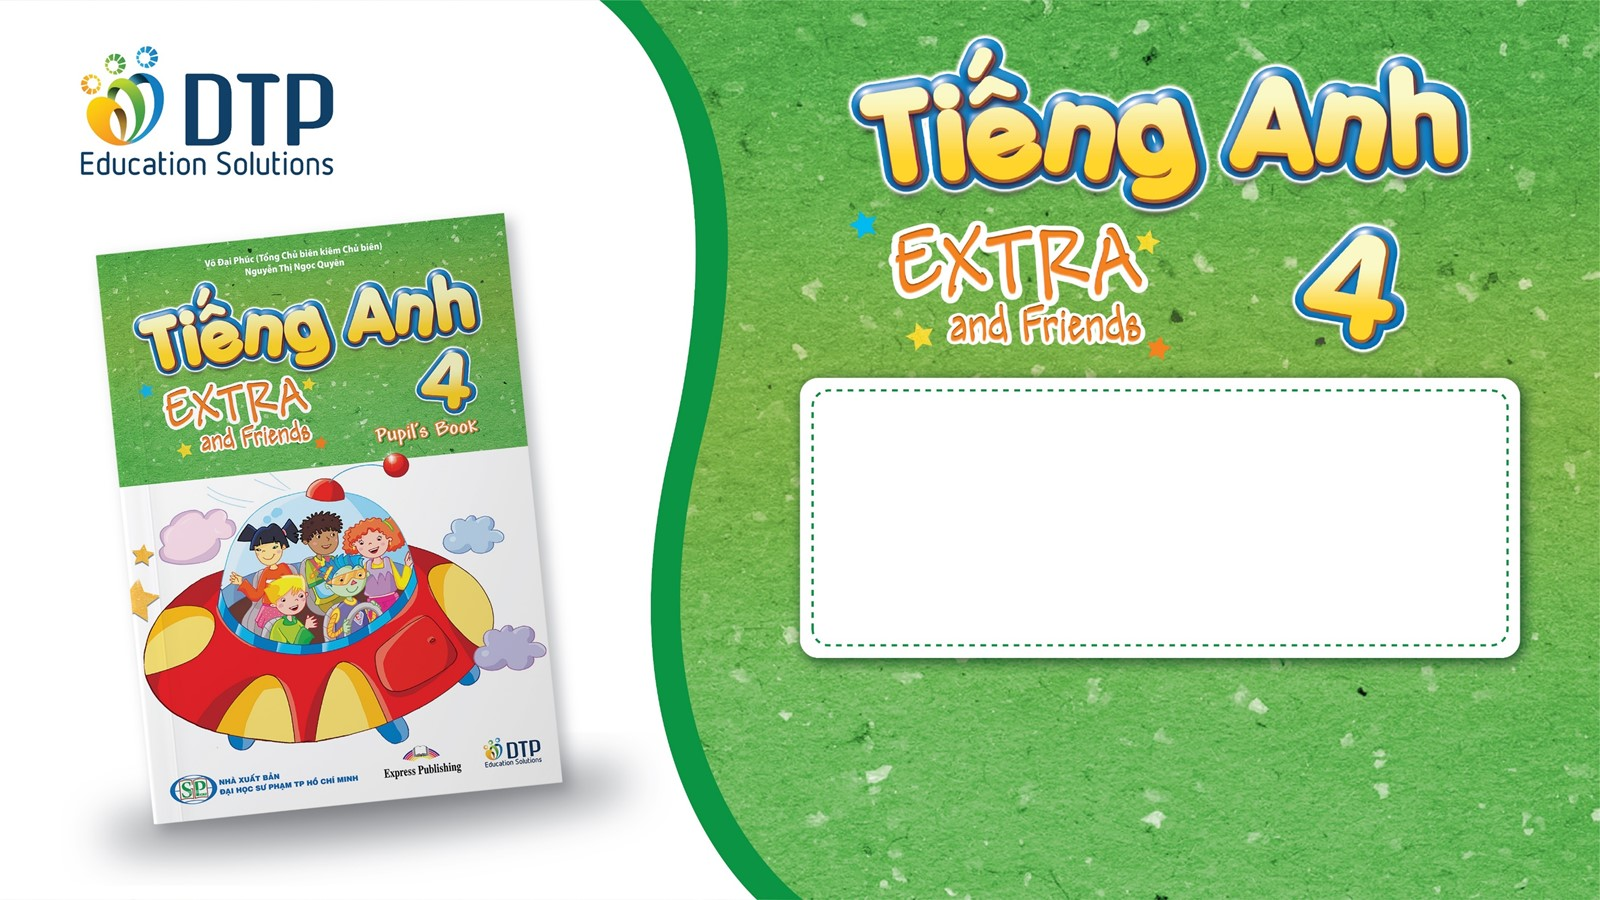 DTP
Education Solutions
Võ Đại Phúc (Tổng Chủ biên kiêm Chủ biên)
Nguyễn Thị Ngọc Quyên
Tiếng Anh
EXTRA
and Friends
4
Pupil's Book
SP
NHÀ XUẤT BẢN
ĐẠI HỌC SƯ PHẠM TP HỒ CHÍ MINH
Express Publishing
DTP
Education Solutions
Tiếng Anh
EXTRA
and Friends
4